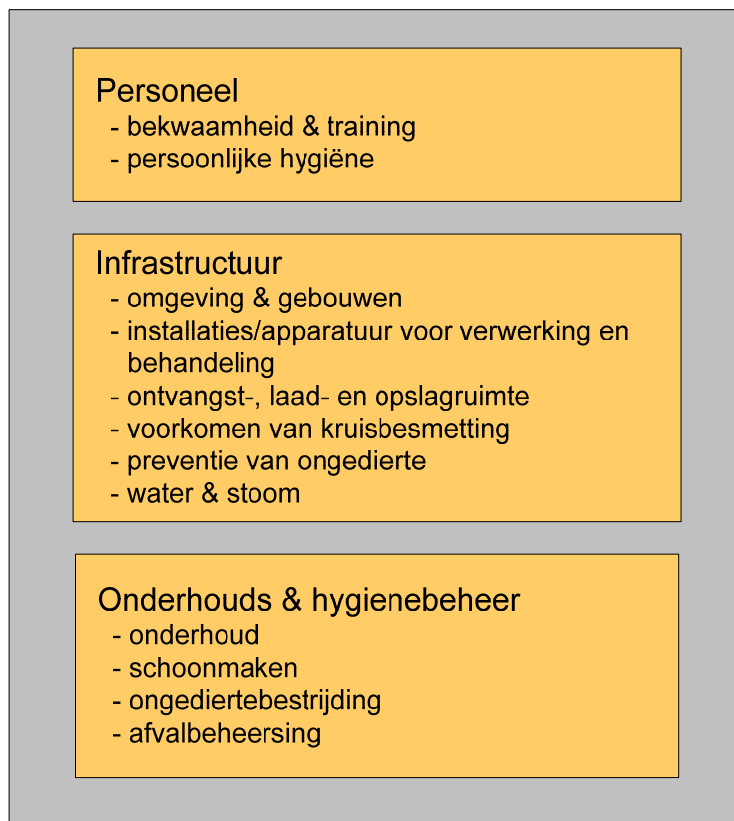 Personeel
- bekwaamheid & training
- persoonlijke hygiëne
Infrastructuur
- omgeving & gebouwen
- installaties/apparatuur voor verwerking en
behandeling
- ontvangst-, laad- en opslagruimte
- voorkomen van kruisbesmetting
- preventie van ongedierte
- water & stoom
Onderhouds & hygienebeheer
- onderhoud
- schoonmaken
- ongediertebestrijding
- afvalbeheersing